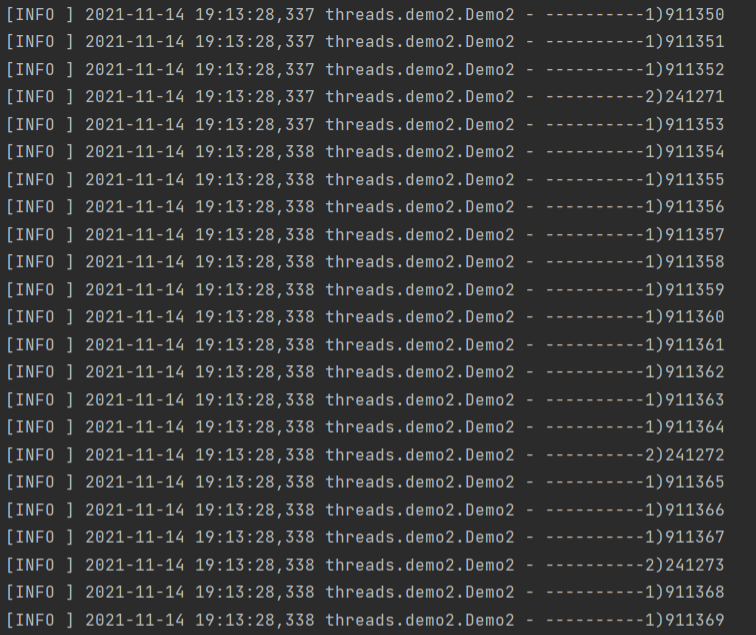 [INFO ] 2021-11-14 19:13:28,337 threads.demo2.Demo2 - ----------1)911350
[INFO ] 2021-11-14 19:13:28,337 threads.demo2.Demo2 - ----------1)911351
[INFO ] 2021-11-14 19:13:28,337 threads.demo2.Demo2 - ----------1)911352
[INFO ] 2021-11-14 19:13:28,337 threads.demo2.Demo2 - ----------2)241271
[INFO ] 2021-11-14 19:13:28,337 threads.demo2.Demo2 - ----------1)911353
[INFO ] 2021-11-14 19:13:28,338 threads.demo2.Demo2 - ----------1)911354
[INFO ] 2021-11-14 19:13:28,338 threads.demo2.Demo2 - ----------1)911355
[INFO ] 2021-11-14 19:13:28,338 threads.demo2.Demo2 - ----------1)911356
[INFO ] 2021-11-14 19:13:28,338 threads.demo2.Demo2 - ----------1)911357
[INFO ] 2021-11-14 19:13:28,338 threads.demo2.Demo2 - ----------1)911358
[INFO ] 2021-11-14 19:13:28,338 threads.demo2.Demo2 - ----------1)911359
[INFO ] 2021-11-14 19:13:28,338 threads.demo2.Demo2 - ----------1)911360
[INFO ] 2021-11-14 19:13:28,338 threads.demo2.Demo2 - ----------1)911361
[INFO ] 2021-11-14 19:13:28,338 threads.demo2.Demo2 - ----------1)911362
[INFO ] 2021-11-14 19:13:28,338 threads.demo2.Demo2 - ----------1)911363
[INFO ] 2021-11-14 19:13:28,338 threads.demo2.Demo2 - ----------1)911364
[INFO ] 2021-11-14 19:13:28,338 threads.demo2.Demo2 - ----------2)241272
[INFO ] 2021-11-14 19:13:28,338 threads.demo2.Demo2 - ----------1)911365
[INFO ] 2021-11-14 19:13:28,338 threads.demo2.Demo2 - ----------1)911366
[INFO ] 2021-11-14 19:13:28,338 threads.demo2.Demo2 - ----------1)911367
[INFO ] 2021-11-14 19:13:28,338 threads.demo2.Demo2 - ----------2)241273
[INFO ] 2021-11-14 19:13:28,338 threads.demo2.Demo2 - ----------1)911368
[INFO ] 2021-11-14 19:13:28,338 threads.demo2.Demo2 - ----------1)911369